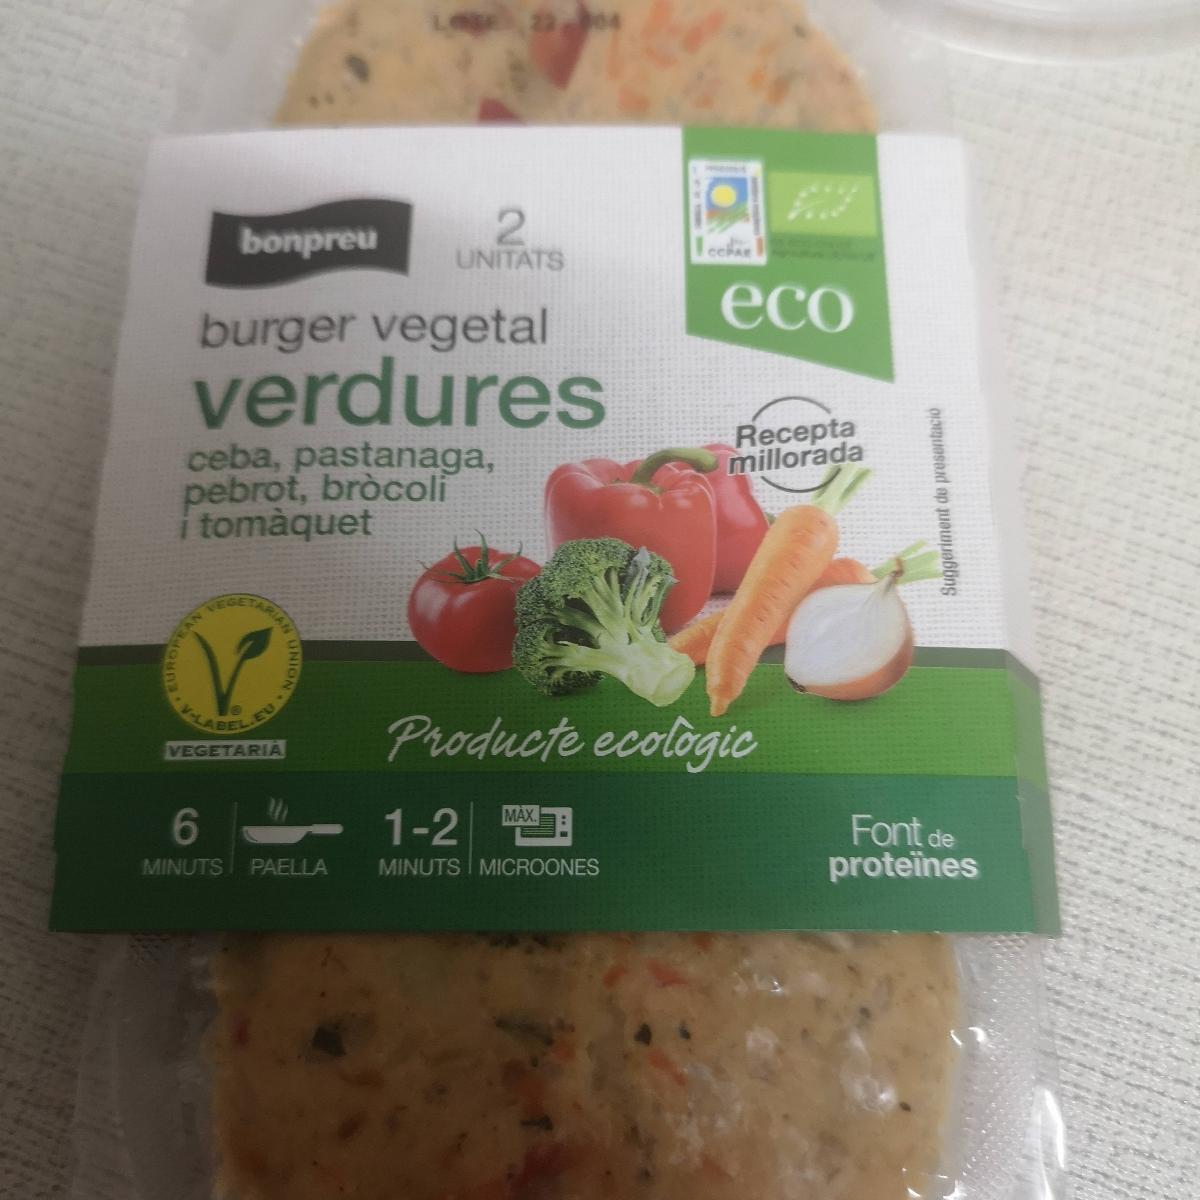 bonpreu
2
UNITATS
CCPAE
eco
burger vegetal
verdures
ceba, pastanaga,
pebrot, bròcoli
i tomàquet
Recepta
millorada
Suggeriment de presentació
EUROPEAN VEGETARIAN UNION
V-LABEL.EU
VEGETARIÀ
Producte ecològic
6
MINUTS
PAELLA
1-2
MINUTS
MÀX.
MICROONES
Font de
proteïnes